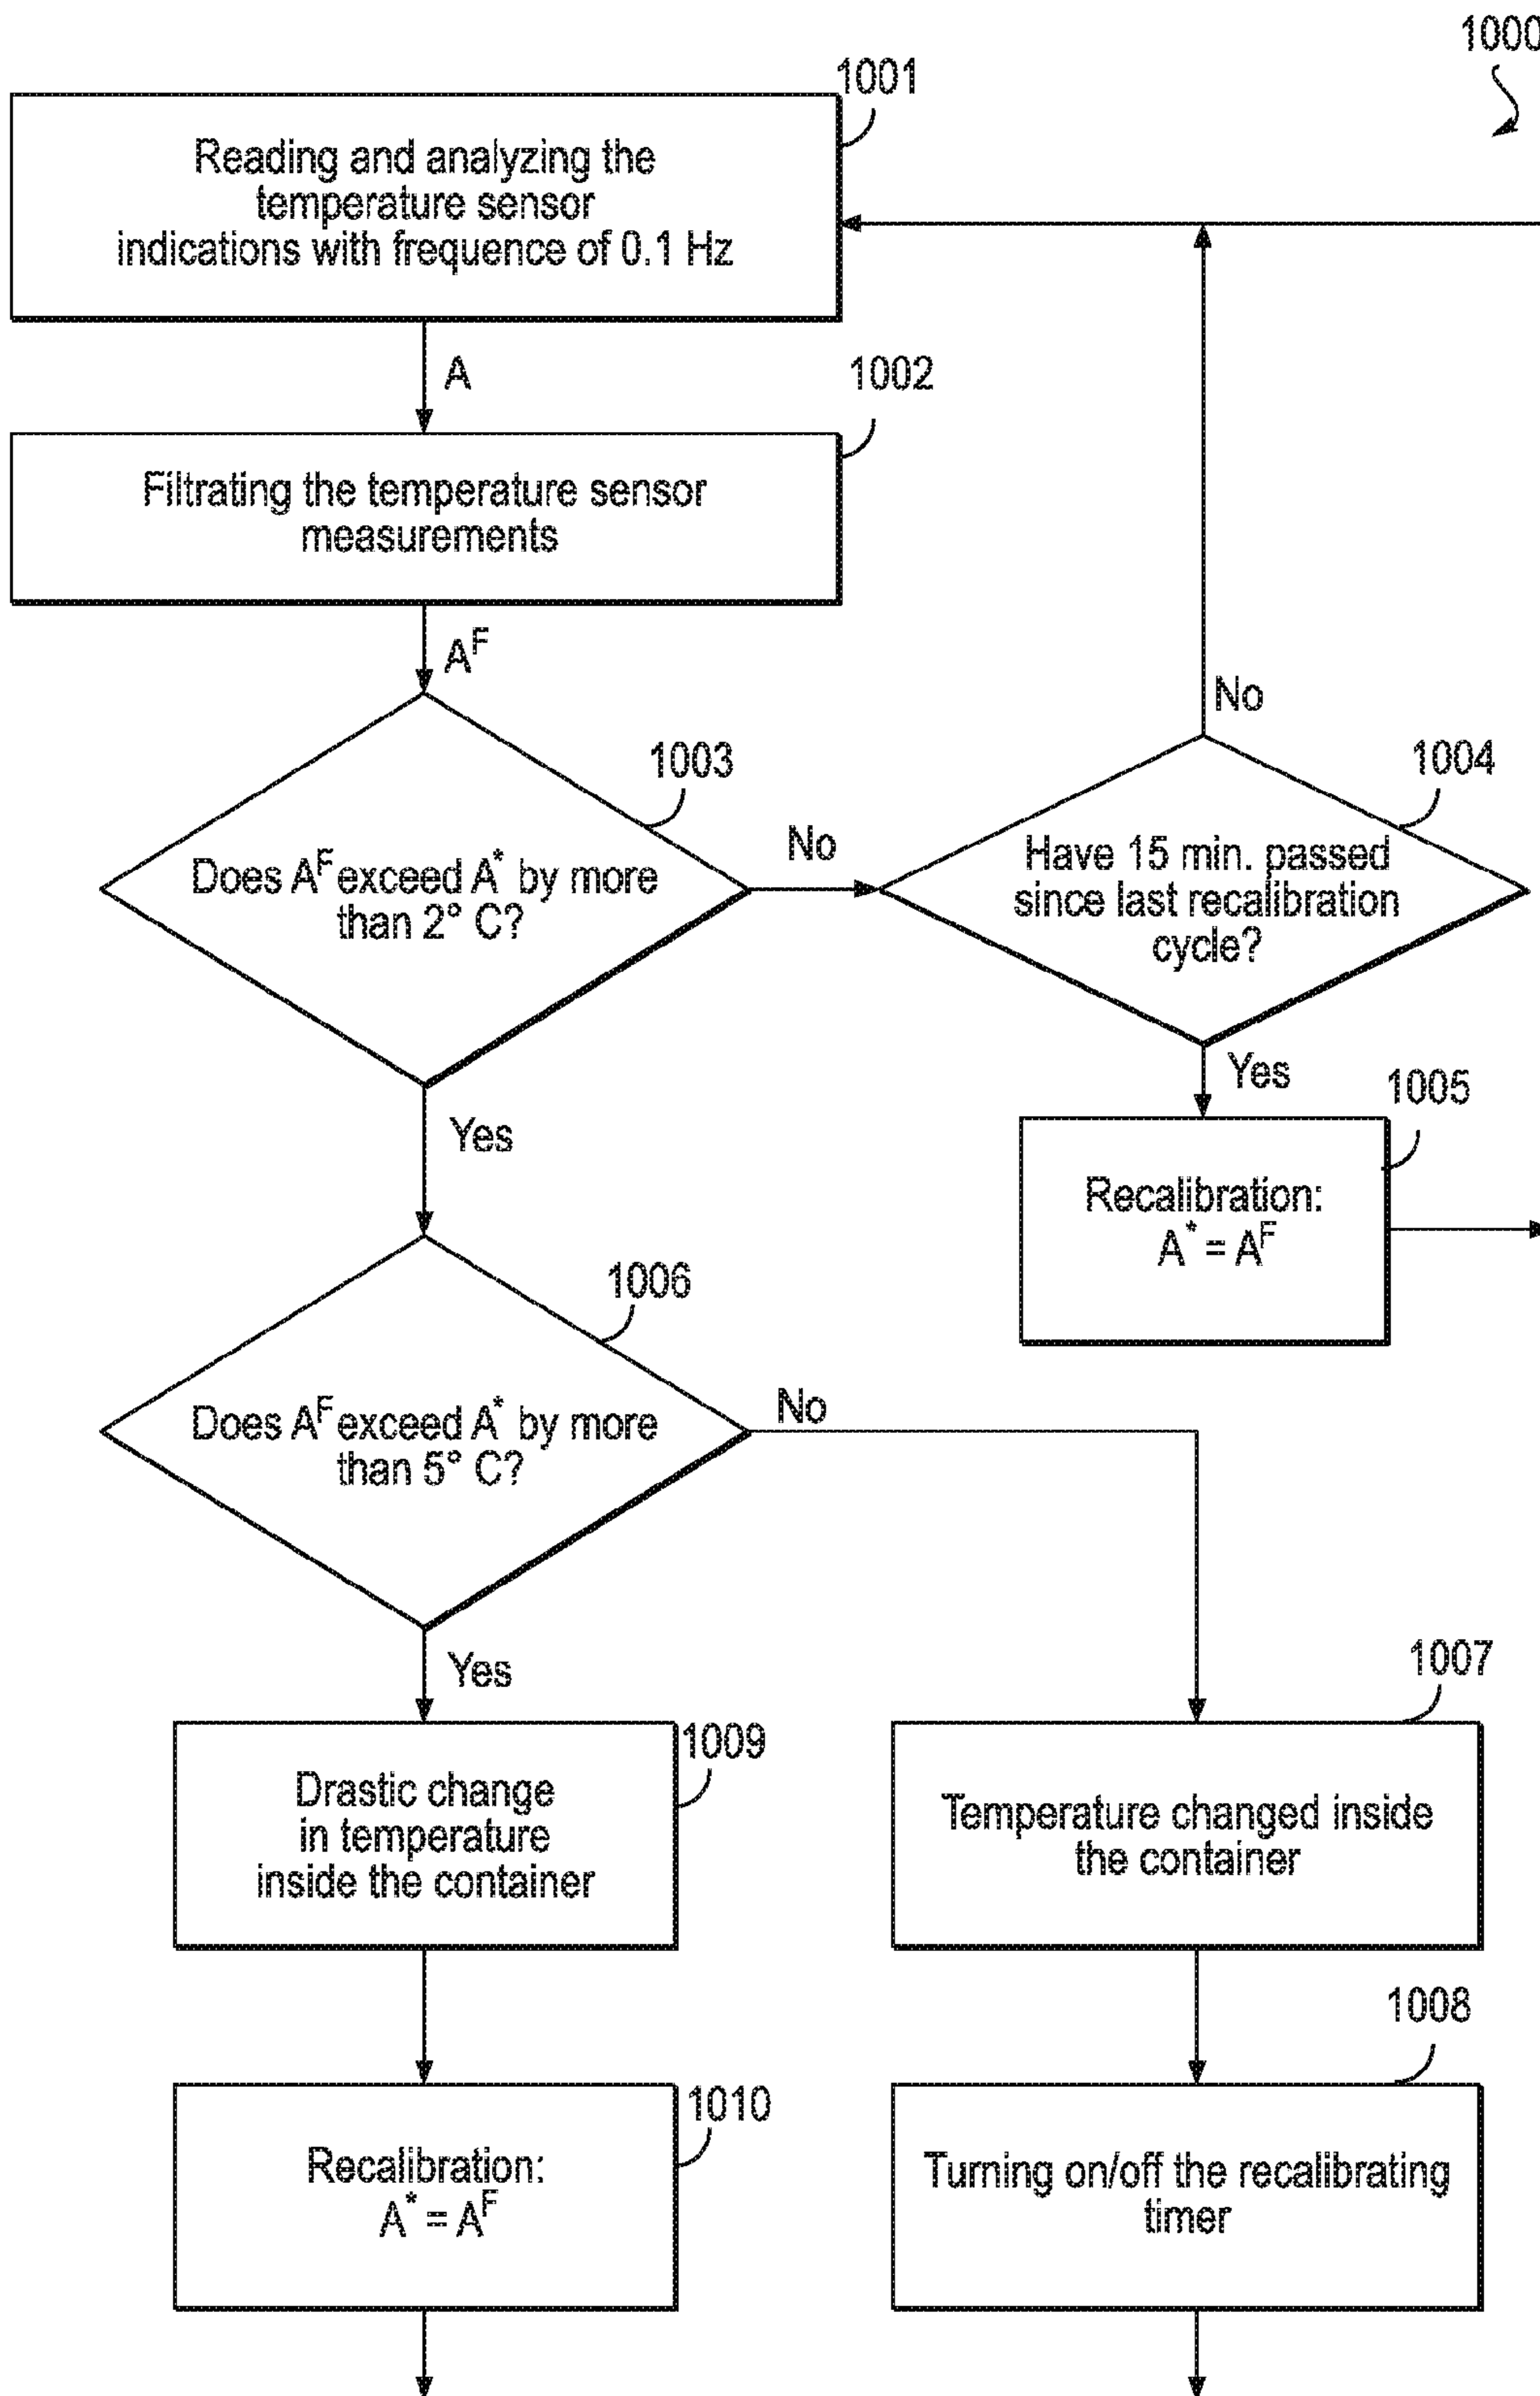 1000
1001
Reading and analyzing the
temperature sensor
indications with frequence of 0.1 Hz
A
1002
Filtrating the temperature sensor
measurements
A^F
1003
Does A^F exceed A^* by more
than 2° C?
No
1004
Have 15 min. passed
since last recalibration
cycle?
No
Yes
1005
Recalibration:
A^* = A^F
Yes
1006
Does A^F exceed A^* by more
than 5° C?
No
Yes
1009
Drastic change
in temperature
inside the container
1007
Temperature changed inside
the container
1010
Recalibration:
A^* = A^F
1008
Turning on/off the recalibrating
timer